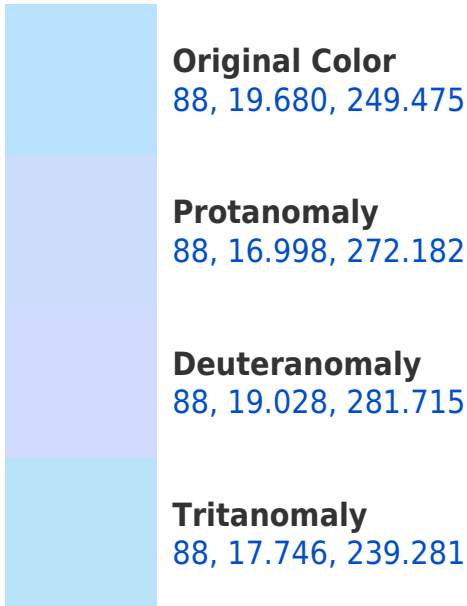 Original Color
88, 19.680, 249.475
Protanomaly
88, 16.998, 272.182
Deuteranomaly
88, 19.028, 281.715
Tritanomaly
88, 17.746, 239.281